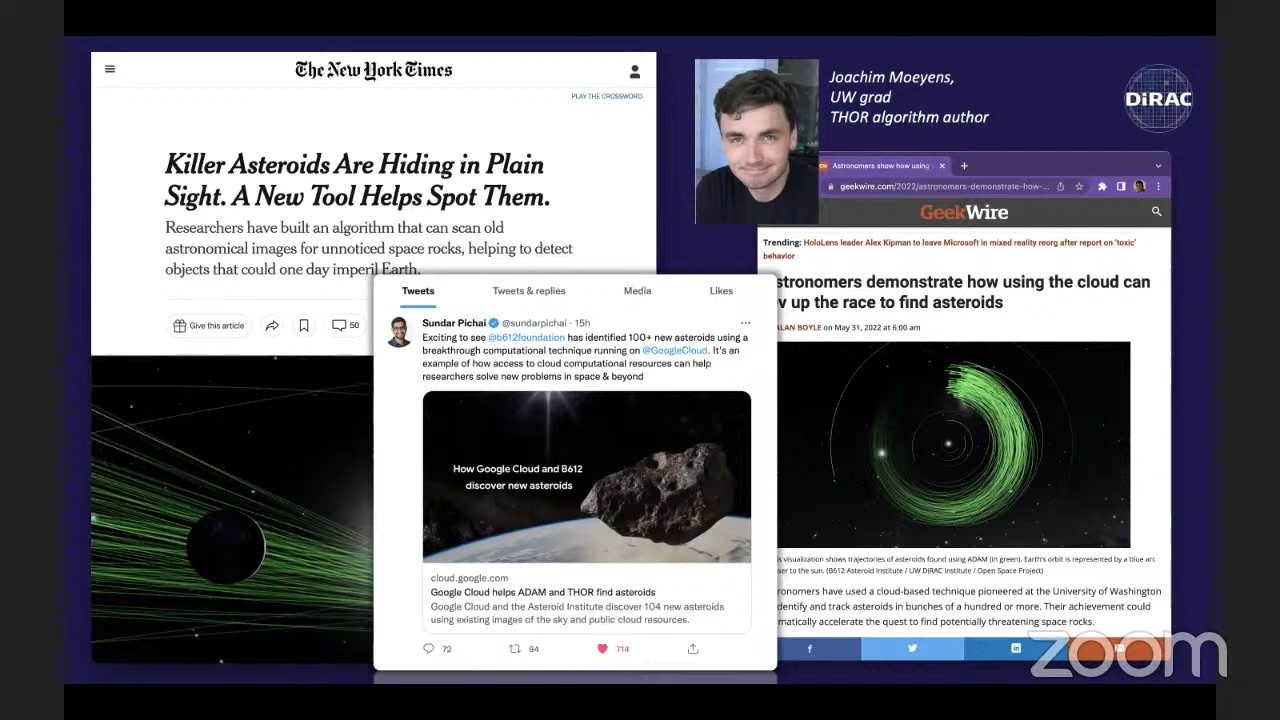 The New York Times
PLAY THE CROSSWORD
Killer Asteroids Are Hiding in Plain
Sight. A New Tool Helps Spot Them.
Researchers have built an algorithm that can scan old
astronomical images for unnoticed space rocks, helping to detect
objects that could one day imperil Earth.
Give this article
50
Tweets
Tweets & replies
Media
Likes
Sundar Pichai @sundarpichai · 15h
Exciting to see @b612foundation has identified 100+ new asteroids using a
breakthrough computational technique running on @GoogleCloud. It's an
example of how access to cloud computational resources can help
researchers solve new problems in space & beyond
How Google Cloud and B612
discover new asteroids
cloud.google.com
Google Cloud helps ADAM and THOR find asteroids
Google Cloud and the Asteroid Institute discover 104 new asteroids
using existing images of the sky and public cloud resources.
72
94
714
Joachim Moeyens,
UW grad
THOR algorithm author
DiRAC
Astronomers show how using
geekwire.com/2022/astronomers-demonstrate-how-...
GeekWire
Trending: HoloLens leader Alex Kipman to leave Microsoft in mixed reality reorg after report on 'toxic'
behavior
stronomers demonstrate how using the cloud can
v up the race to find asteroids
ALAN BOYLE on May 31, 2022 at 6:00 am
s visualization shows trajectories of asteroids found using ADAM (in green). Earth's orbit is represented by a blue arc
ser to the sun. (B612 Asteroid Institute / UW DiRAC Institute / Open Space Project)
ronomers have used a cloud-based technique pioneered at the University of Washington
dentify and track asteroids in bunches of a hundred or more. Their achievement could
matically accelerate the quest to find potentially threatening space rocks.
zoom